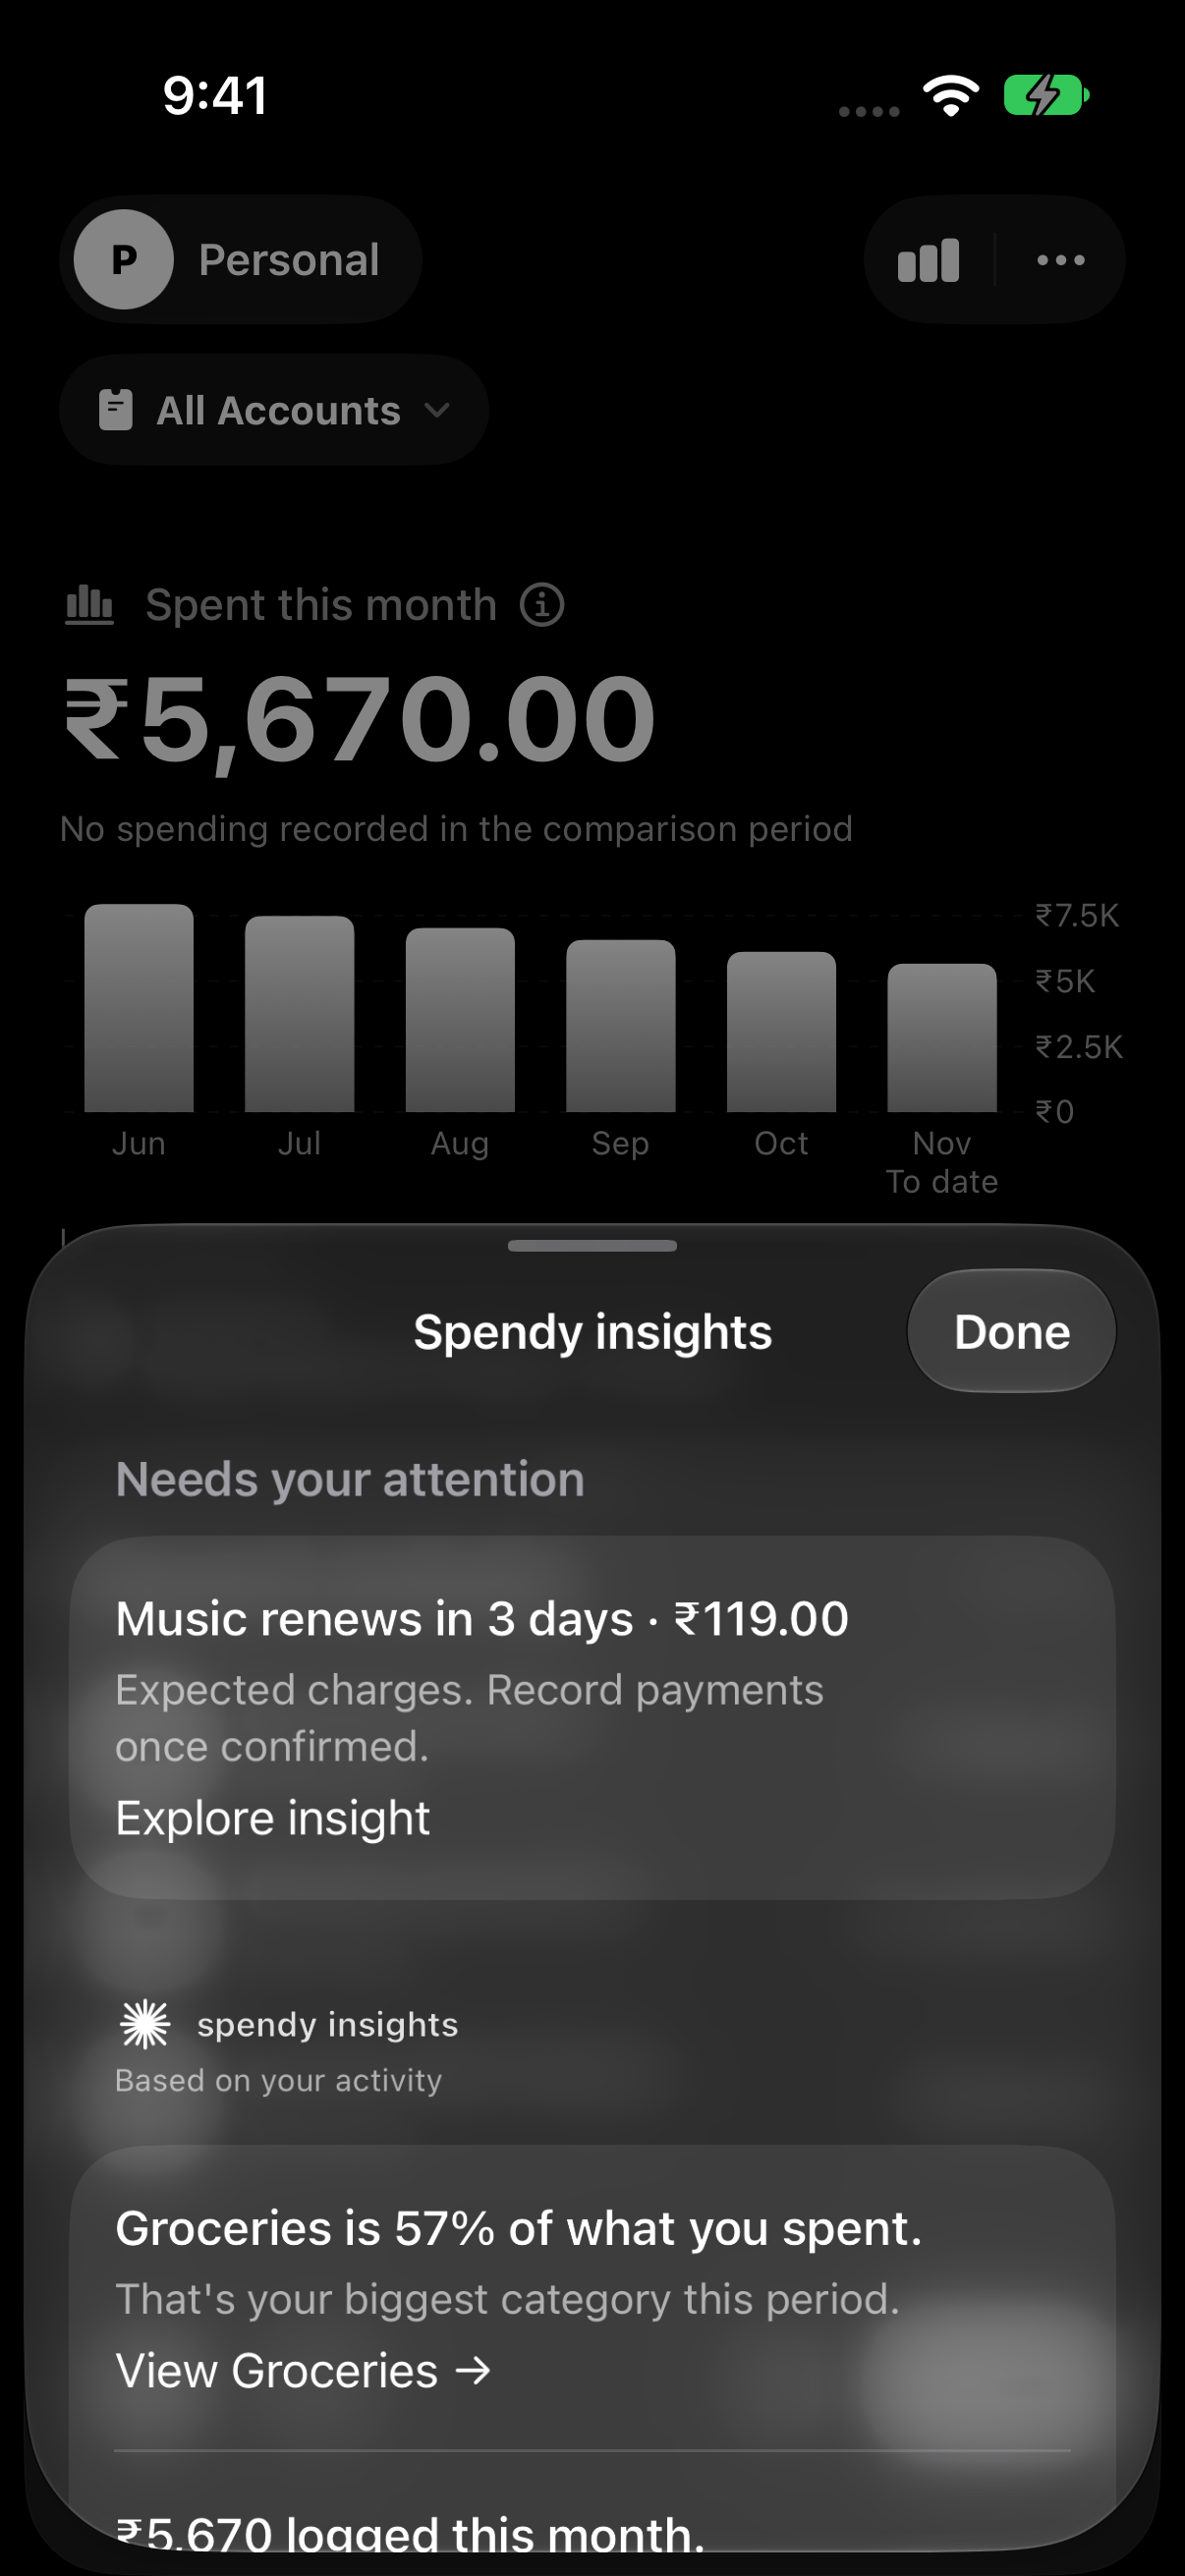 9:41
P Personal
All Accounts
Spent this month
₹5,670.00
No spending recorded in the comparison period
₹7.5K
₹5K
₹2.5K
₹0
Jun Jul Aug Sep Oct Nov
To date
Spendy insights
Done
Needs your attention
Music renews in 3 days · ₹119.00
Expected charges. Record payments
once confirmed.
Explore insight
spendy insights
Based on your activity
Groceries is 57% of what you spent.
That's your biggest category this period.
View Groceries →
₹5,670 logged this month.